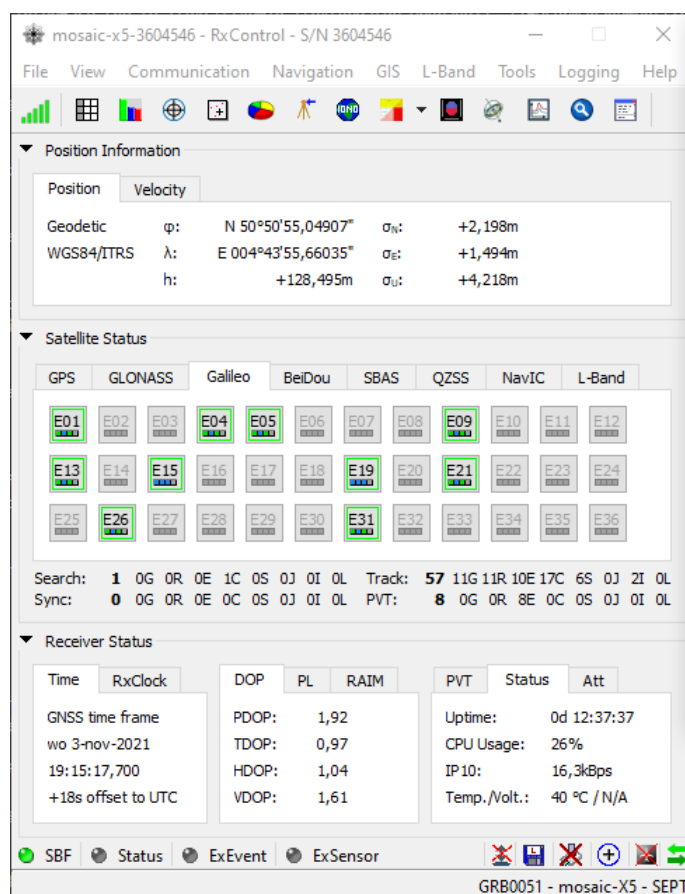 mosaic-x5-3604546 - RxControl - S/N 3604546
File View Communication Navigation GIS L-Band Tools Logging Help
IONO
Position Information
Position Velocity
Geodetic φ: N 50°50'55,04907" σN: +2,198m
WGS84/ITRS λ: E 004°43'55,66035" σE: +1,494m
h: +128,495m σU: +4,218m
Satellite Status
GPS GLONASS Galileo BeiDou SBAS QZSS NavIC L-Band
E01 E02 E03 E04 E05 E06 E07 E08 E09 E10 E11 E12
E13 E14 E15 E16 E17 E18 E19 E20 E21 E22 E23 E24
E25 E26 E27 E28 E29 E30 E31 E32 E33 E34 E35 E36
Search: 1 0G 0R 0E 1C 0S 0J 0I 0L Track: 57 11G 11R 10E 17C 6S 0J 2I 0L
Sync: 0 0G 0R 0E 0C 0S 0J 0I 0L PVT: 8 0G 0R 8E 0C 0S 0J 0I 0L
Receiver Status
Time RxClock DOP PL RAIM PVT Status Att
GNSS time frame PDOP: 1,92 Uptime: 0d 12:37:37
wo 3-nov-2021 TDOP: 0,97 CPU Usage: 26%
19:15:17,700 HDOP: 1,04 IP10: 16,3kBps
+18s offset to UTC VDOP: 1,61 Temp./Volt.: 40 °C / N/A
SBF Status ExEvent ExSensor
GRB0051 - mosaic-X5 - SEPT